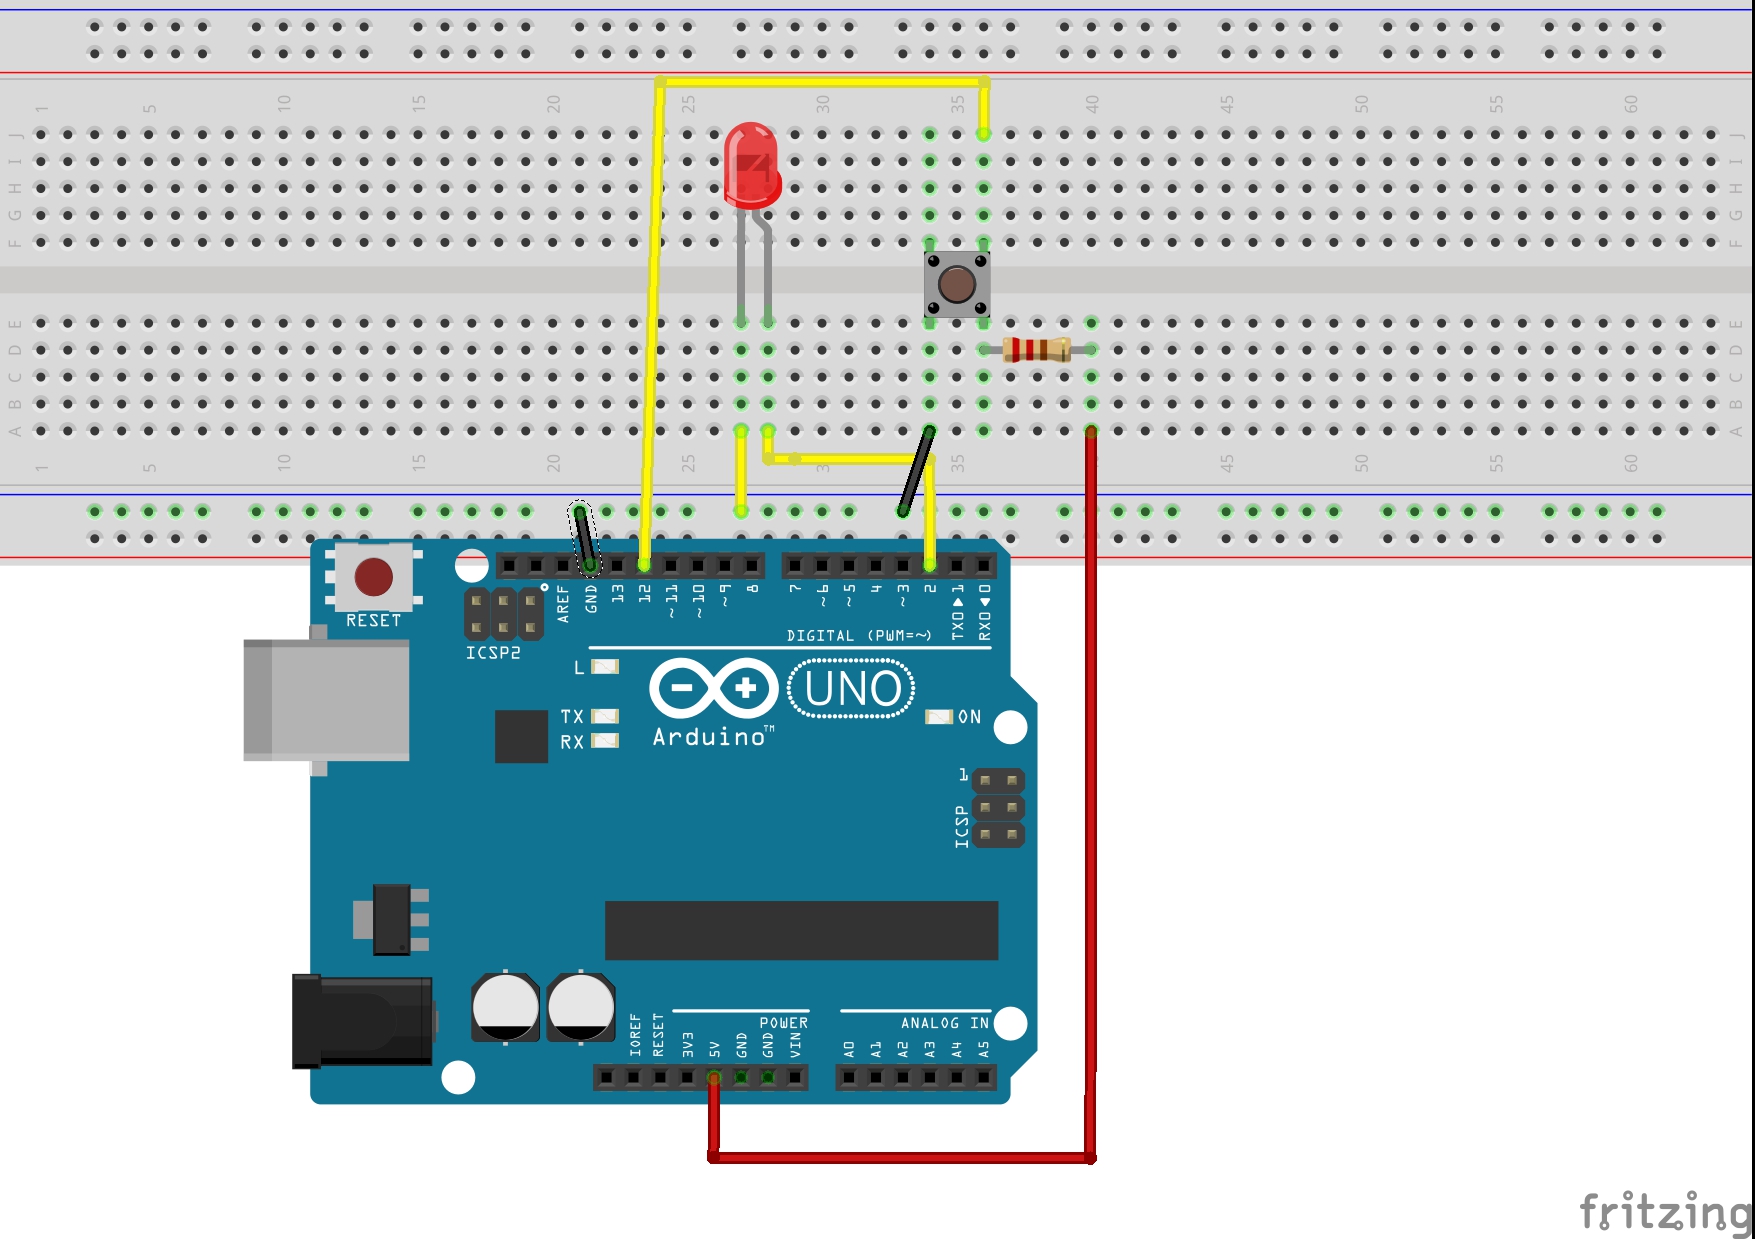 1 5 10 15 20 25 30 35 40 45 50 55 60
J J
I I
H H
G G
F F
E E
D D
C C
B B
A A
1 5 10 15 20 25 30 35 45 50 55 60
RESET
ICSP2
AREF
GND
13
12
~11
~10
~9
8
7
~6
~5
4
~3
2
TX0▶1
RX0◀0
DIGITAL (PWM=~)
L
TX
RX
UNO
Arduino™
ON
1
ICSP
POWER
ANALOG IN
IOREF
RESET
3V3
5V
GND
GND
VIN
A0
A1
A2
A3
A4
A5
fritzing